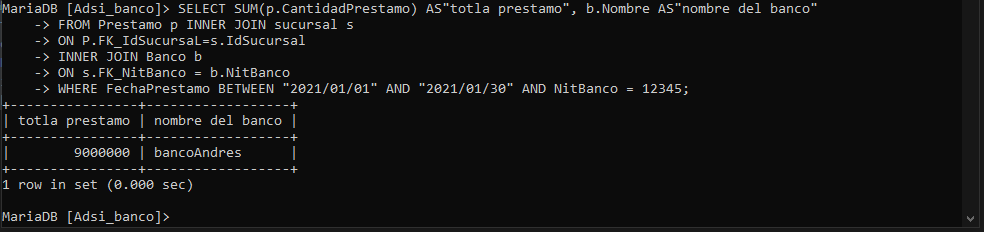 MariaDB [Adsi_banco]> SELECT SUM(p.CantidadPrestamo) AS"totla prestamo", b.Nombre AS"nombre del banco"
    -> FROM Prestamo p INNER JOIN sucursal s
    -> ON P.FK_IdSucursaL=s.IdSucursal
    -> INNER JOIN Banco b
    -> ON s.FK_NitBanco = b.NitBanco
    -> WHERE FechaPrestamo BETWEEN "2021/01/01" AND "2021/01/30" AND NitBanco = 12345;
+----------------+------------------+
| totla prestamo | nombre del banco |
+----------------+------------------+
|        9000000 | bancoAndres      |
+----------------+------------------+
1 row in set (0.000 sec)
MariaDB [Adsi_banco]>